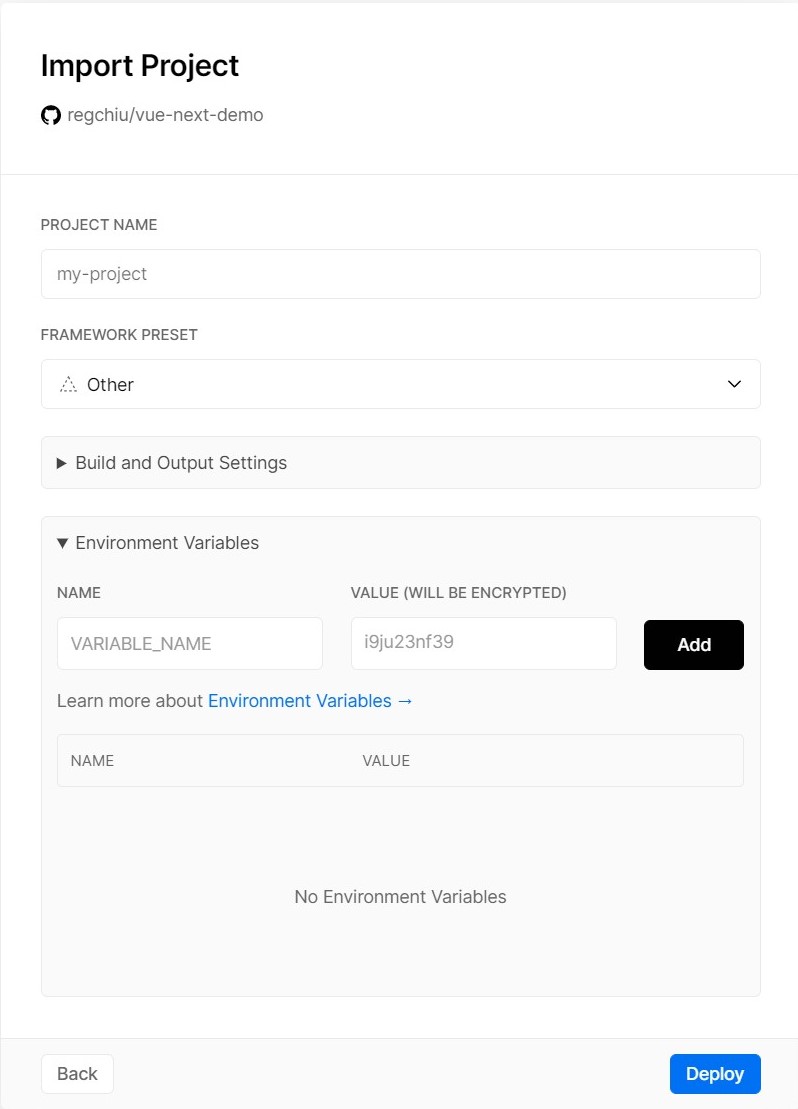 Import Project
regchiu/vue-next-demo
PROJECT NAME
my-project
FRAMEWORK PRESET
Other
Build and Output Settings
Environment Variables
NAME VALUE (WILL BE ENCRYPTED)
VARIABLE_NAME i9ju23nf39 Add
Learn more about Environment Variables →
NAME VALUE
No Environment Variables
Back Deploy